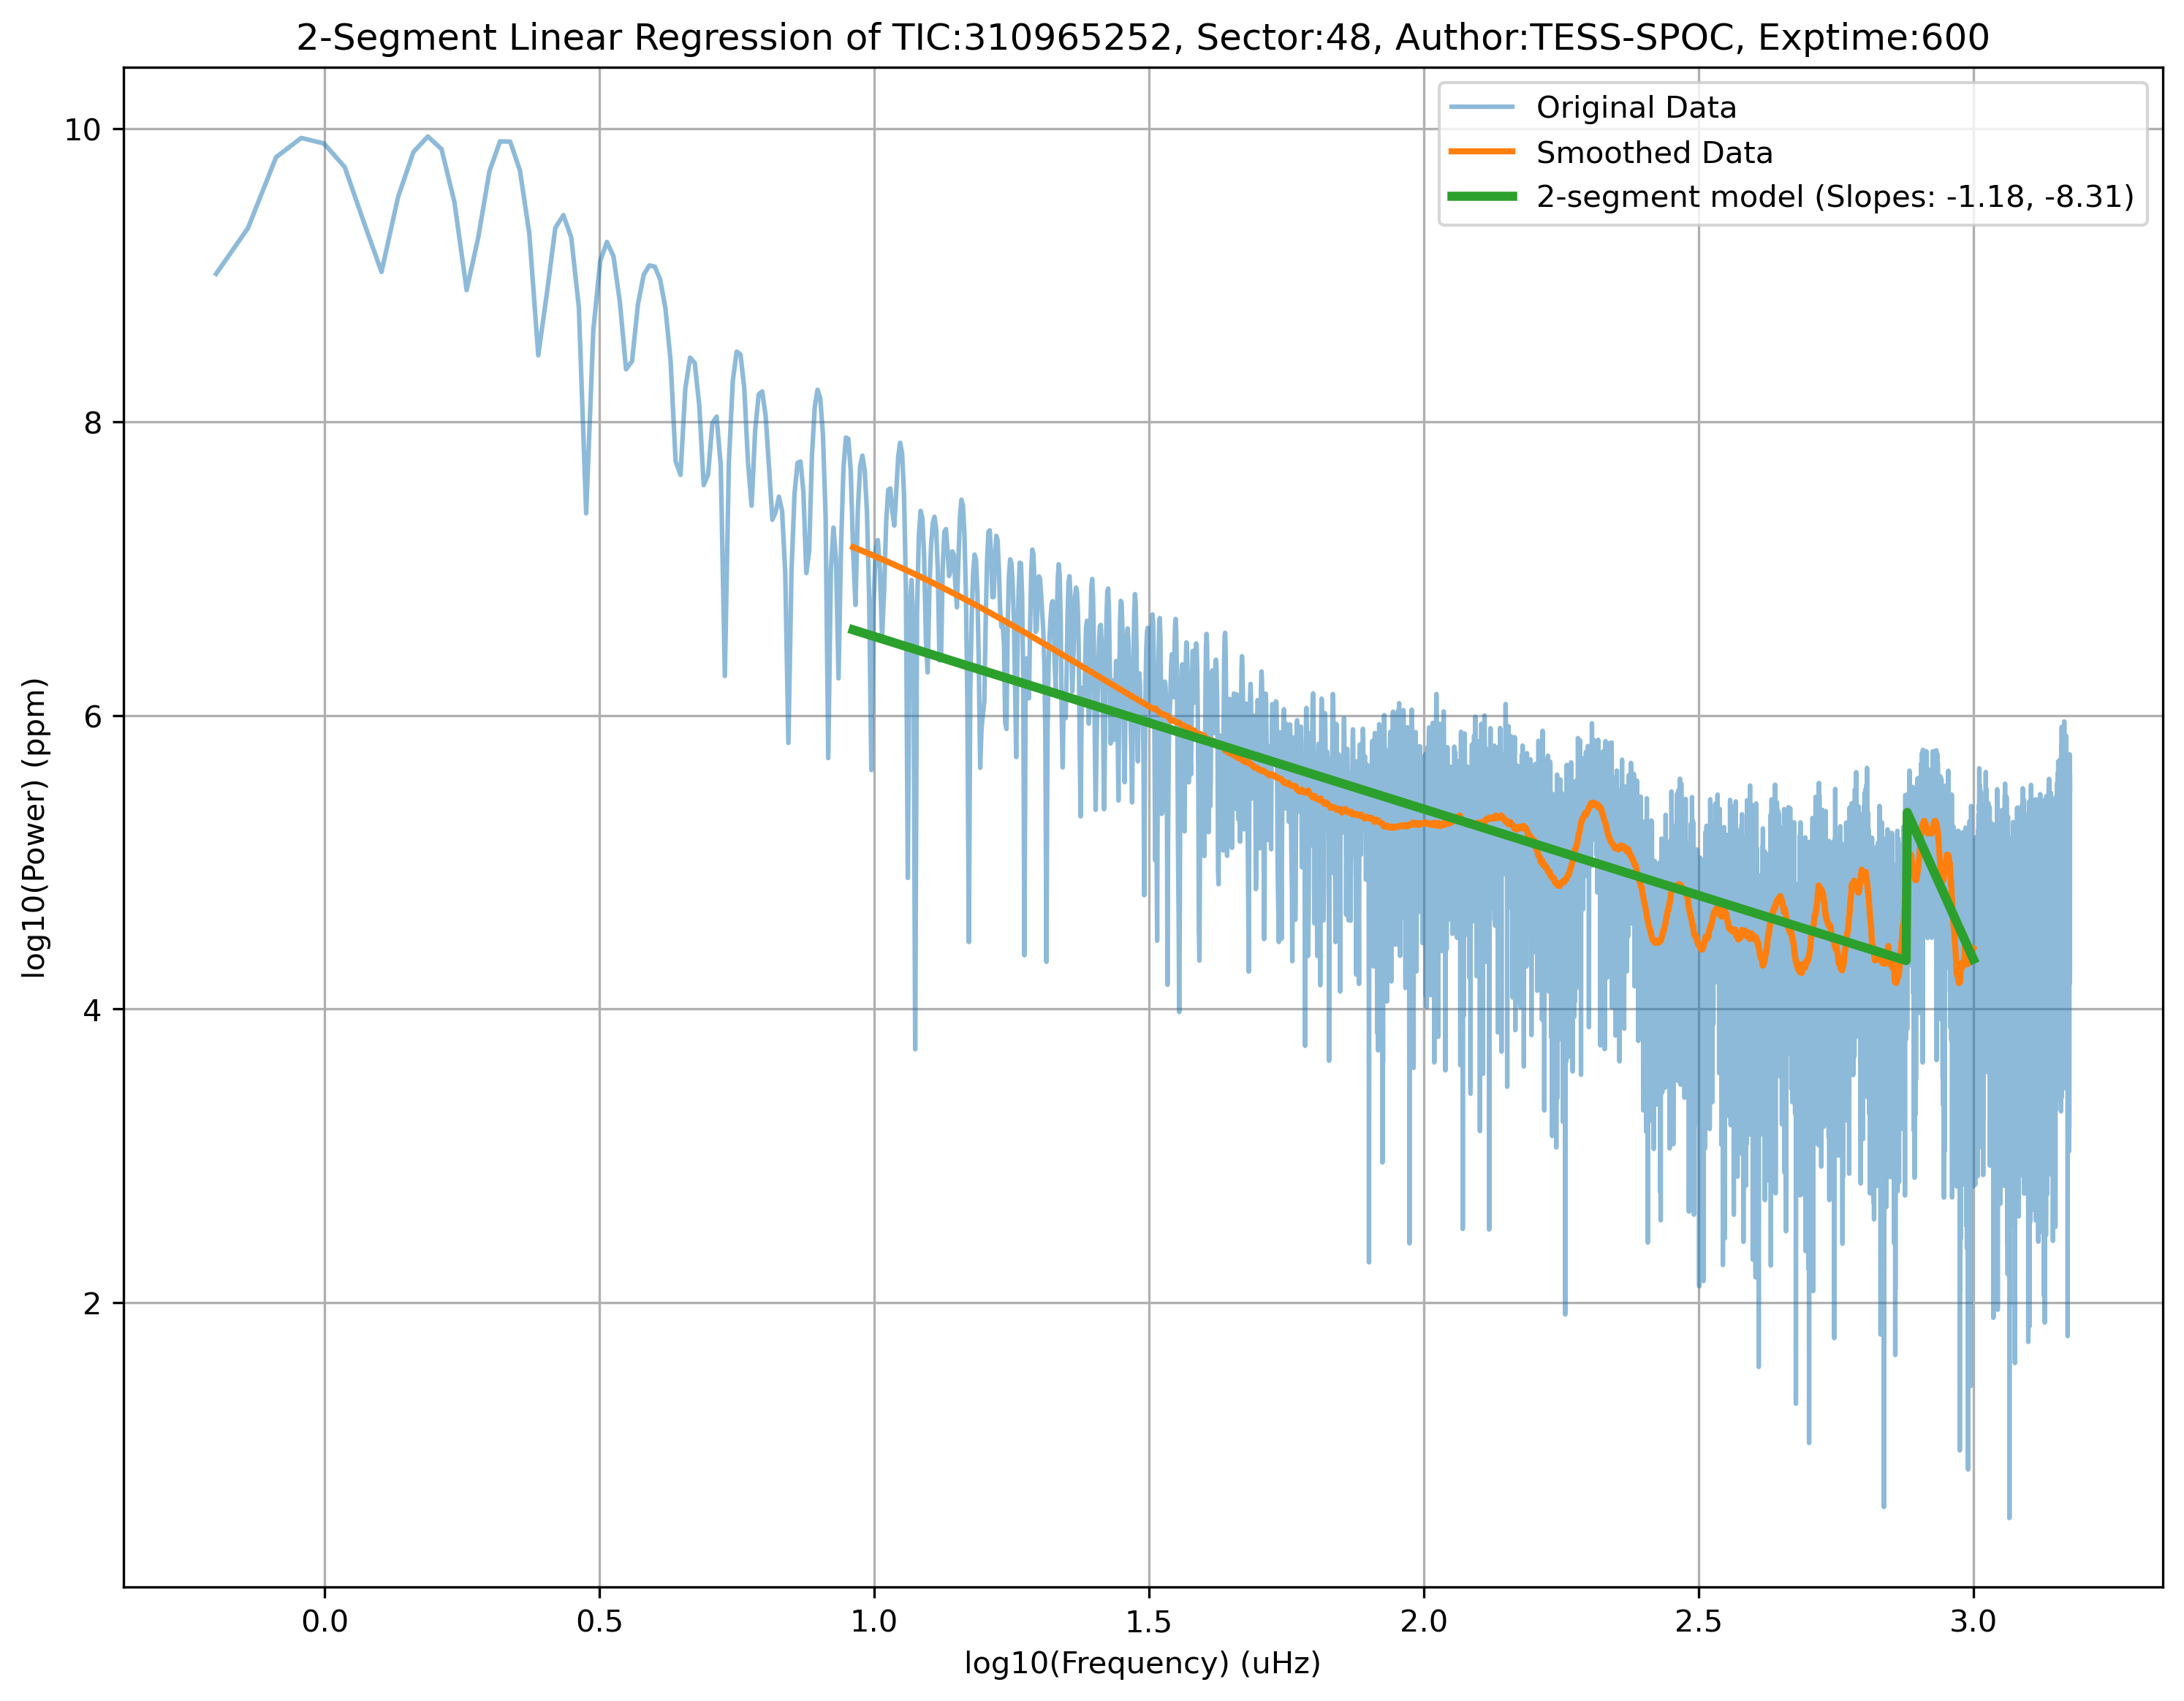 2-Segment Linear Regression of TIC:310965252, Sector:48, Author:TESS-SPOC, Exptime:600
Original Data
Smoothed Data
2-segment model (Slopes: -1.18, -8.31)
log10(Power) (ppm)
10
8
6
4
2
0.0 0.5 1.0 1.5 2.0 2.5 3.0
log10(Frequency) (uHz)